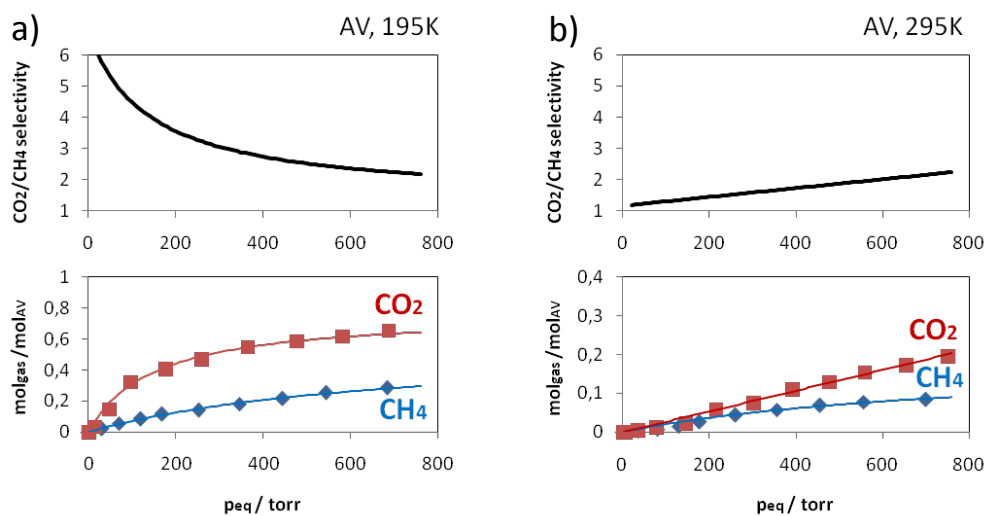 a)
AV, 195K
CO2/CH4 selectivity
6
5
4
3
2
1
0 200 400 600 800
molgas /molAV
1
0,8
0,6
0,4
0,2
0
CO2
CH4
0 200 400 600 800
peq / torr
b)
AV, 295K
CO2/CH4 selectivity
6
5
4
3
2
1
0 200 400 600 800
molgas /molAV
0,4
0,3
0,2
0,1
0
CO2
CH4
0 200 400 600 800
peq / torr